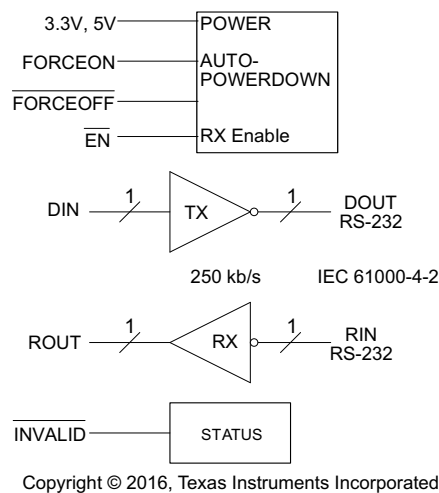 3.3V, 5V POWER
FORCEON AUTO-
POWERDOWN
FORCEOFF
EN RX Enable
DIN 1 TX 1 DOUT
RS-232
250 kb/s IEC 61000-4-2
ROUT 1 RX 1 RIN
RS-232
INVALID STATUS
Copyright © 2016, Texas Instruments Incorporated